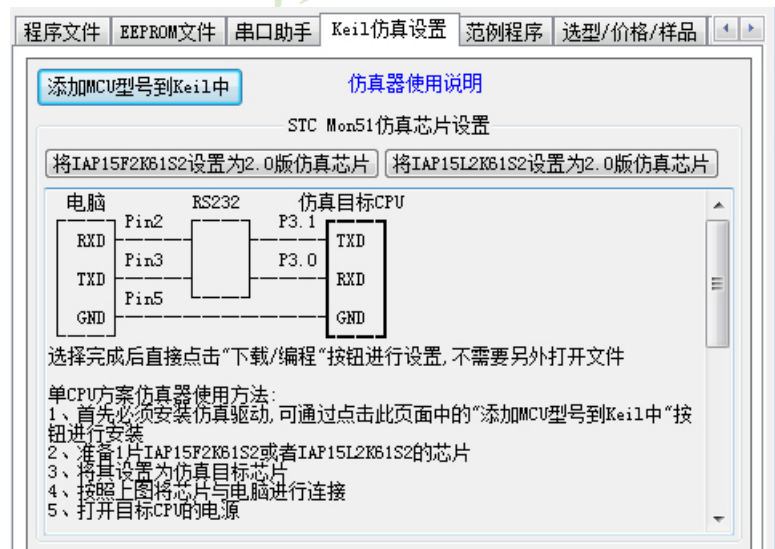 程序文件 EEPROM文件 串口助手 Keil仿真设置 范例程序 选型/价格/样品
添加MCU型号到Keil中 仿真器使用说明
STC Mon51仿真芯片设置
将IAP15F2K61S2设置为2.0版仿真芯片 将IAP15L2K61S2设置为2.0版仿真芯片
电脑 RS232 仿真目标CPU
Pin2 P3.1
RXD TXD
Pin3 P3.0
TXD RXD
Pin5
GND GND
选择完成后直接点击"下载/编程"按钮进行设置,不需要另外打开文件
单CPU方案仿真器使用方法:
1、首先必须安装仿真驱动,可通过点击此页面中的"添加MCU型号到Keil中"按
钮进行安装
2、准备1片IAP15F2K61S2或者IAP15L2K61S2的芯片
3、将其设置为仿真目标芯片
4、按照上图将芯片与电脑进行连接
5、打开目标CPU的电源